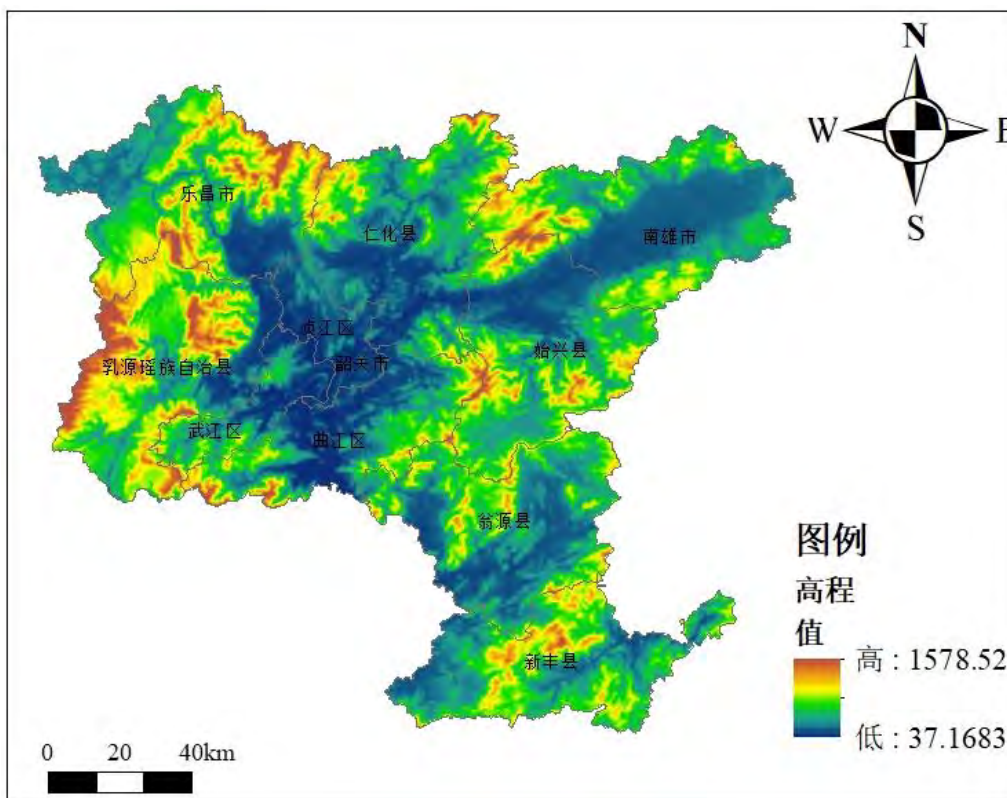 N
W
E
S
乐昌市
仁化县
南雄市
浈江区
韶关市
始兴县
乳源瑶族自治县
武江区
曲江区
翁源县
新丰县
图例
高程
值
高 : 1578.52
低 : 37.1683
0 20 40km